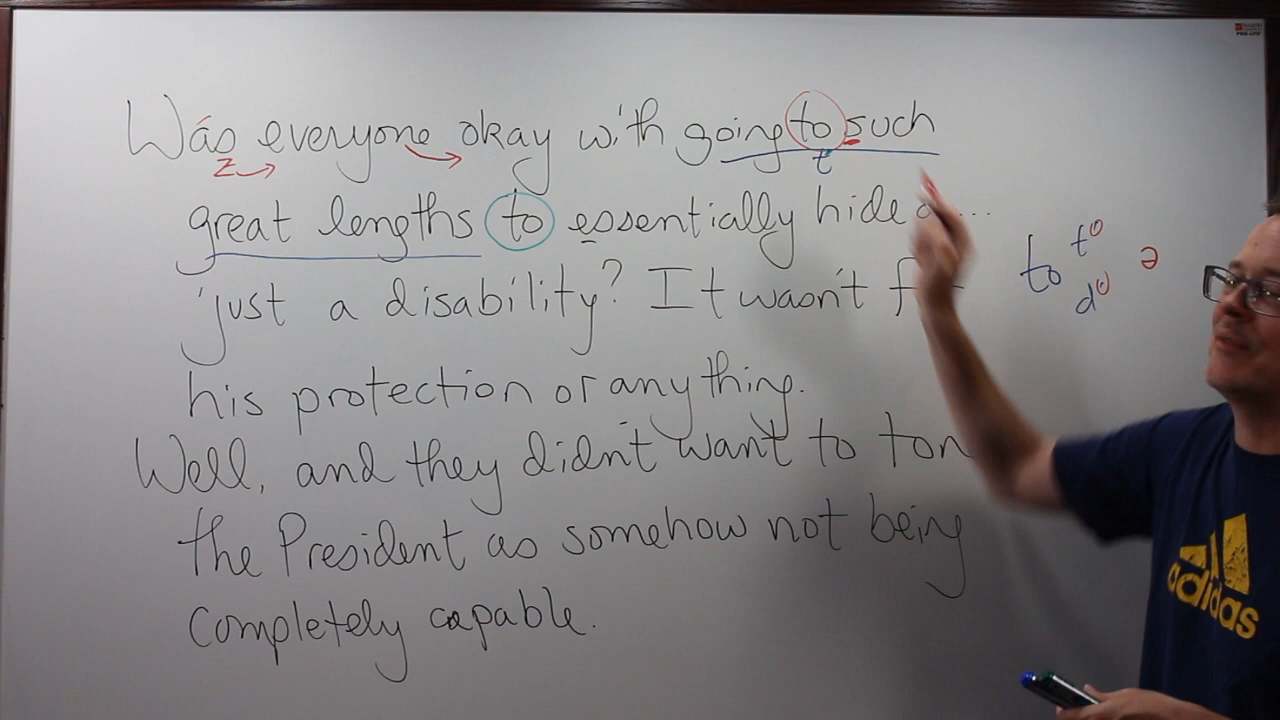 Was everyone okay with going to such
z t
great lengths to essentially hide a...
to tº ə
dº
just a disability? It wasn't
his protection or anything.
Well, and they didn't want to
the President as somehow not being
completely capable.
adidas